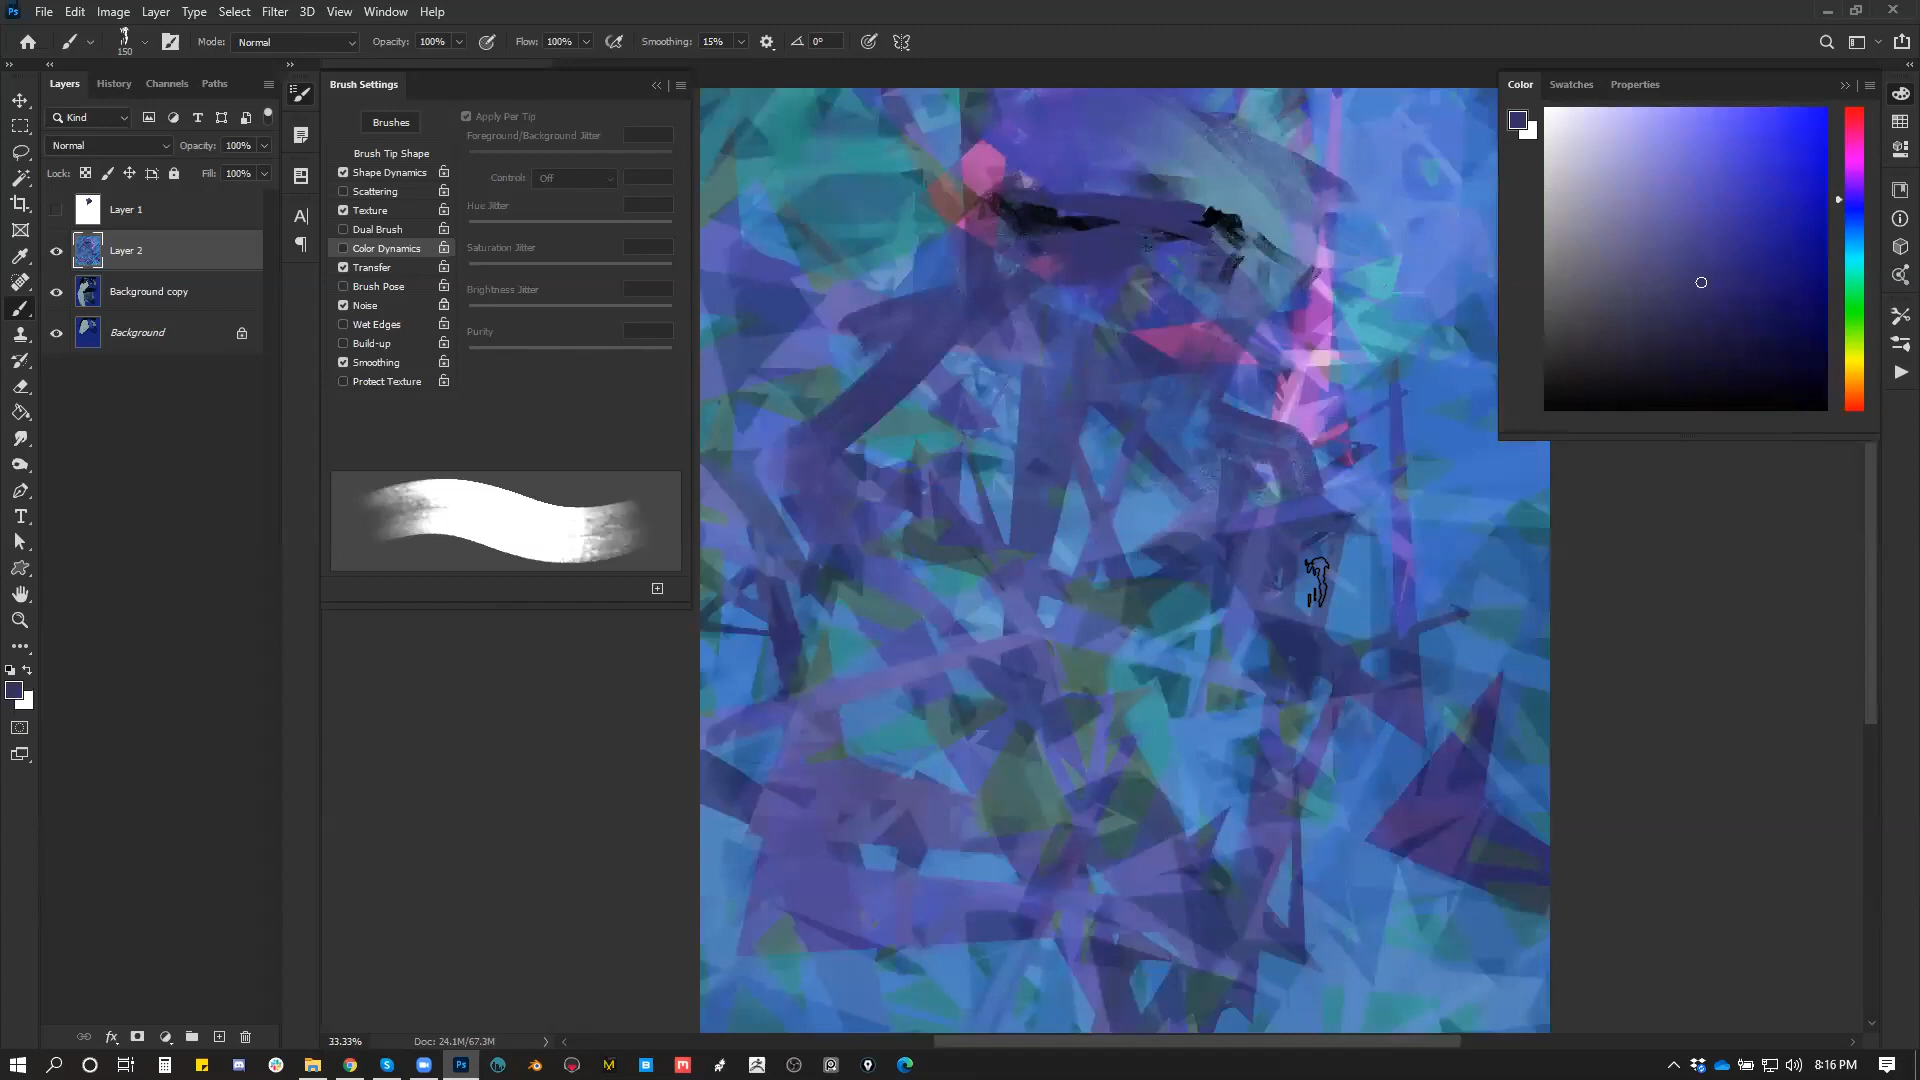 Ps File Edit Image Layer Type Select Filter 3D View Window Help
150 Mode: Normal Opacity: 100% Flow: 100% Smoothing: 15% 0°
Layers History Channels Paths
Kind
Normal Opacity: 100%
Lock: Fill: 100%
Layer 1
Layer 2
Background copy
Background
Brush Settings
Brushes
Brush Tip Shape
Shape Dynamics
Scattering
Texture
Dual Brush
Color Dynamics
Transfer
Brush Pose
Noise
Wet Edges
Build-up
Smoothing
Protect Texture
Apply Per Tip
Foreground/Background Jitter
Control: Off
Hue Jitter
Saturation Jitter
Brightness Jitter
Purity
Color Swatches Properties
33.33% Doc: 24.1M/67.3M
8:16 PM